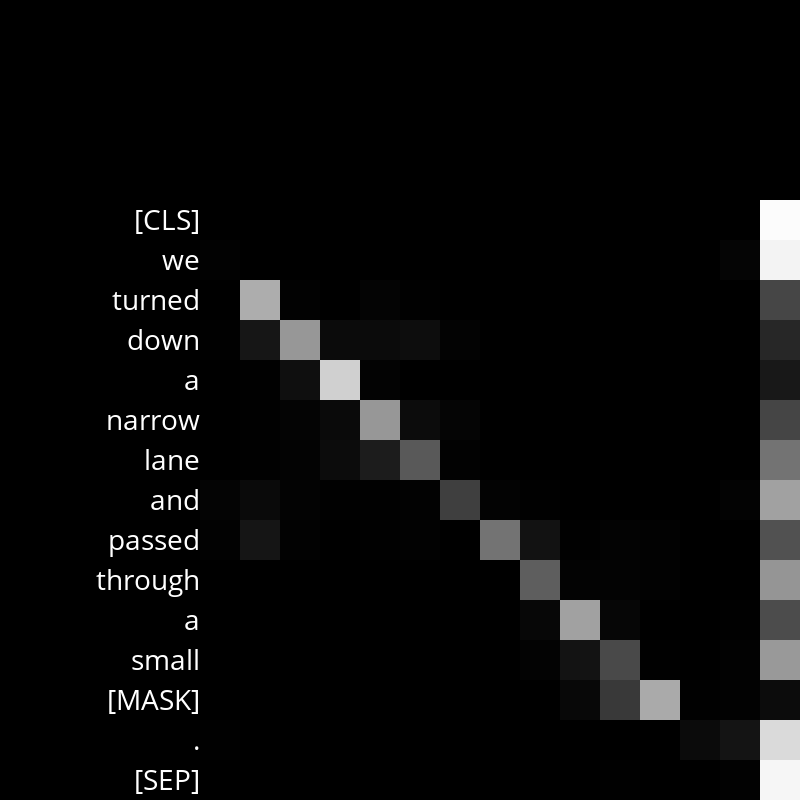 [CLS]
we
turned
down
a
narrow
lane
and
passed
through
a
small
[MASK]
.
[SEP]